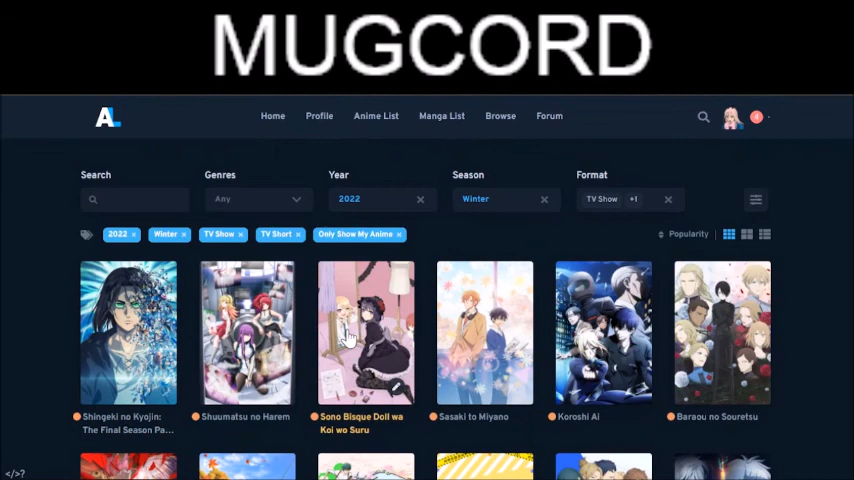 MUGCORD
AL
Home Profile Anime List Manga List Browse Forum
Search Genres Year Season Format
Any 2022 Winter TV Show +1
2022 Winter TV Show TV Short Only Show My Anime
Popularity
Shingeki no Kyojin: The Final Season Pa...
Shuumatsu no Harem
Sono Bisque Doll wa Koi wo Suru
Sasaki to Miyano
Koroshi Ai
Baraou no Souretsu
</>?